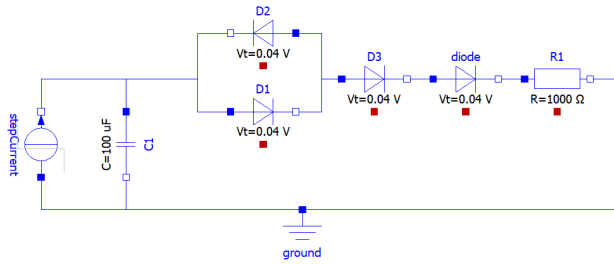 D2
Vt=0.04 V
D1
Vt=0.04 V
D3
Vt=0.04 V
diode
Vt=0.04 V
R1
R=1000 Ω
stepCurrent
C=100 uF
C1
ground